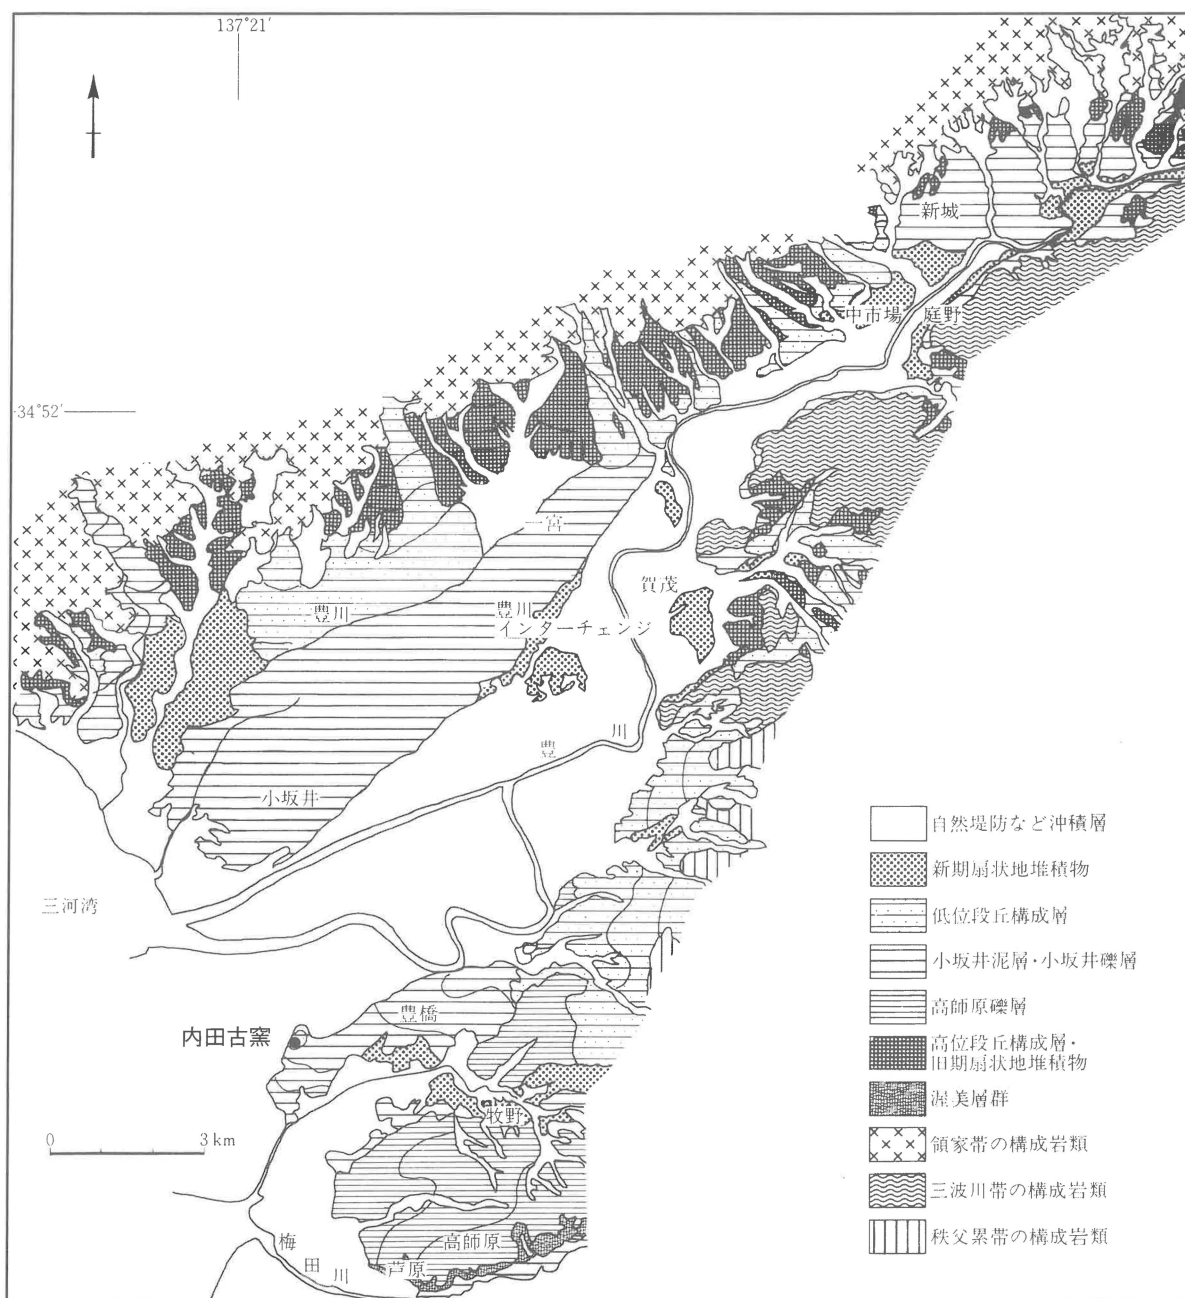 137°21′
新城
中市場
庭野
34°52′
一宮
賀茂
豊川
豊川
インターチェンジ
豊川
小坂井
三河湾
豊橋
内田古窯
牧野
0 3 km
高師原
芦原
梅田川
自然堤防など沖積層
新期扇状地堆積物
低位段丘構成層
小坂井泥層・小坂井礫層
高師原礫層
高位段丘構成層・
旧期扇状地堆積物
渥美層群
領家帯の構成岩類
三波川帯の構成岩類
秩父累帯の構成岩類